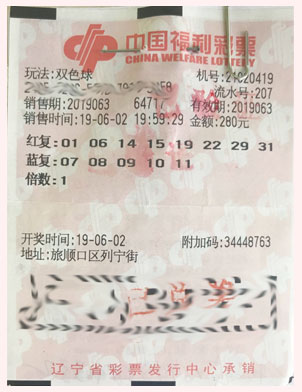 中国福利彩票
CHINA WELFARE LOTTERY
玩法:双色球 机号:21020419
流水号:207
销售期:2019063 64717 有效期:2019063
销售时间:19-06-02 19:59:29 金额:280元
红复:01 06 14 15 19 22 29 31
蓝复:07 08 09 10 11
倍数:1
开奖时间:19-06-02 附加码:34448763
地址:旅顺口区列宁街
已兑奖
辽宁省彩票发行中心承销